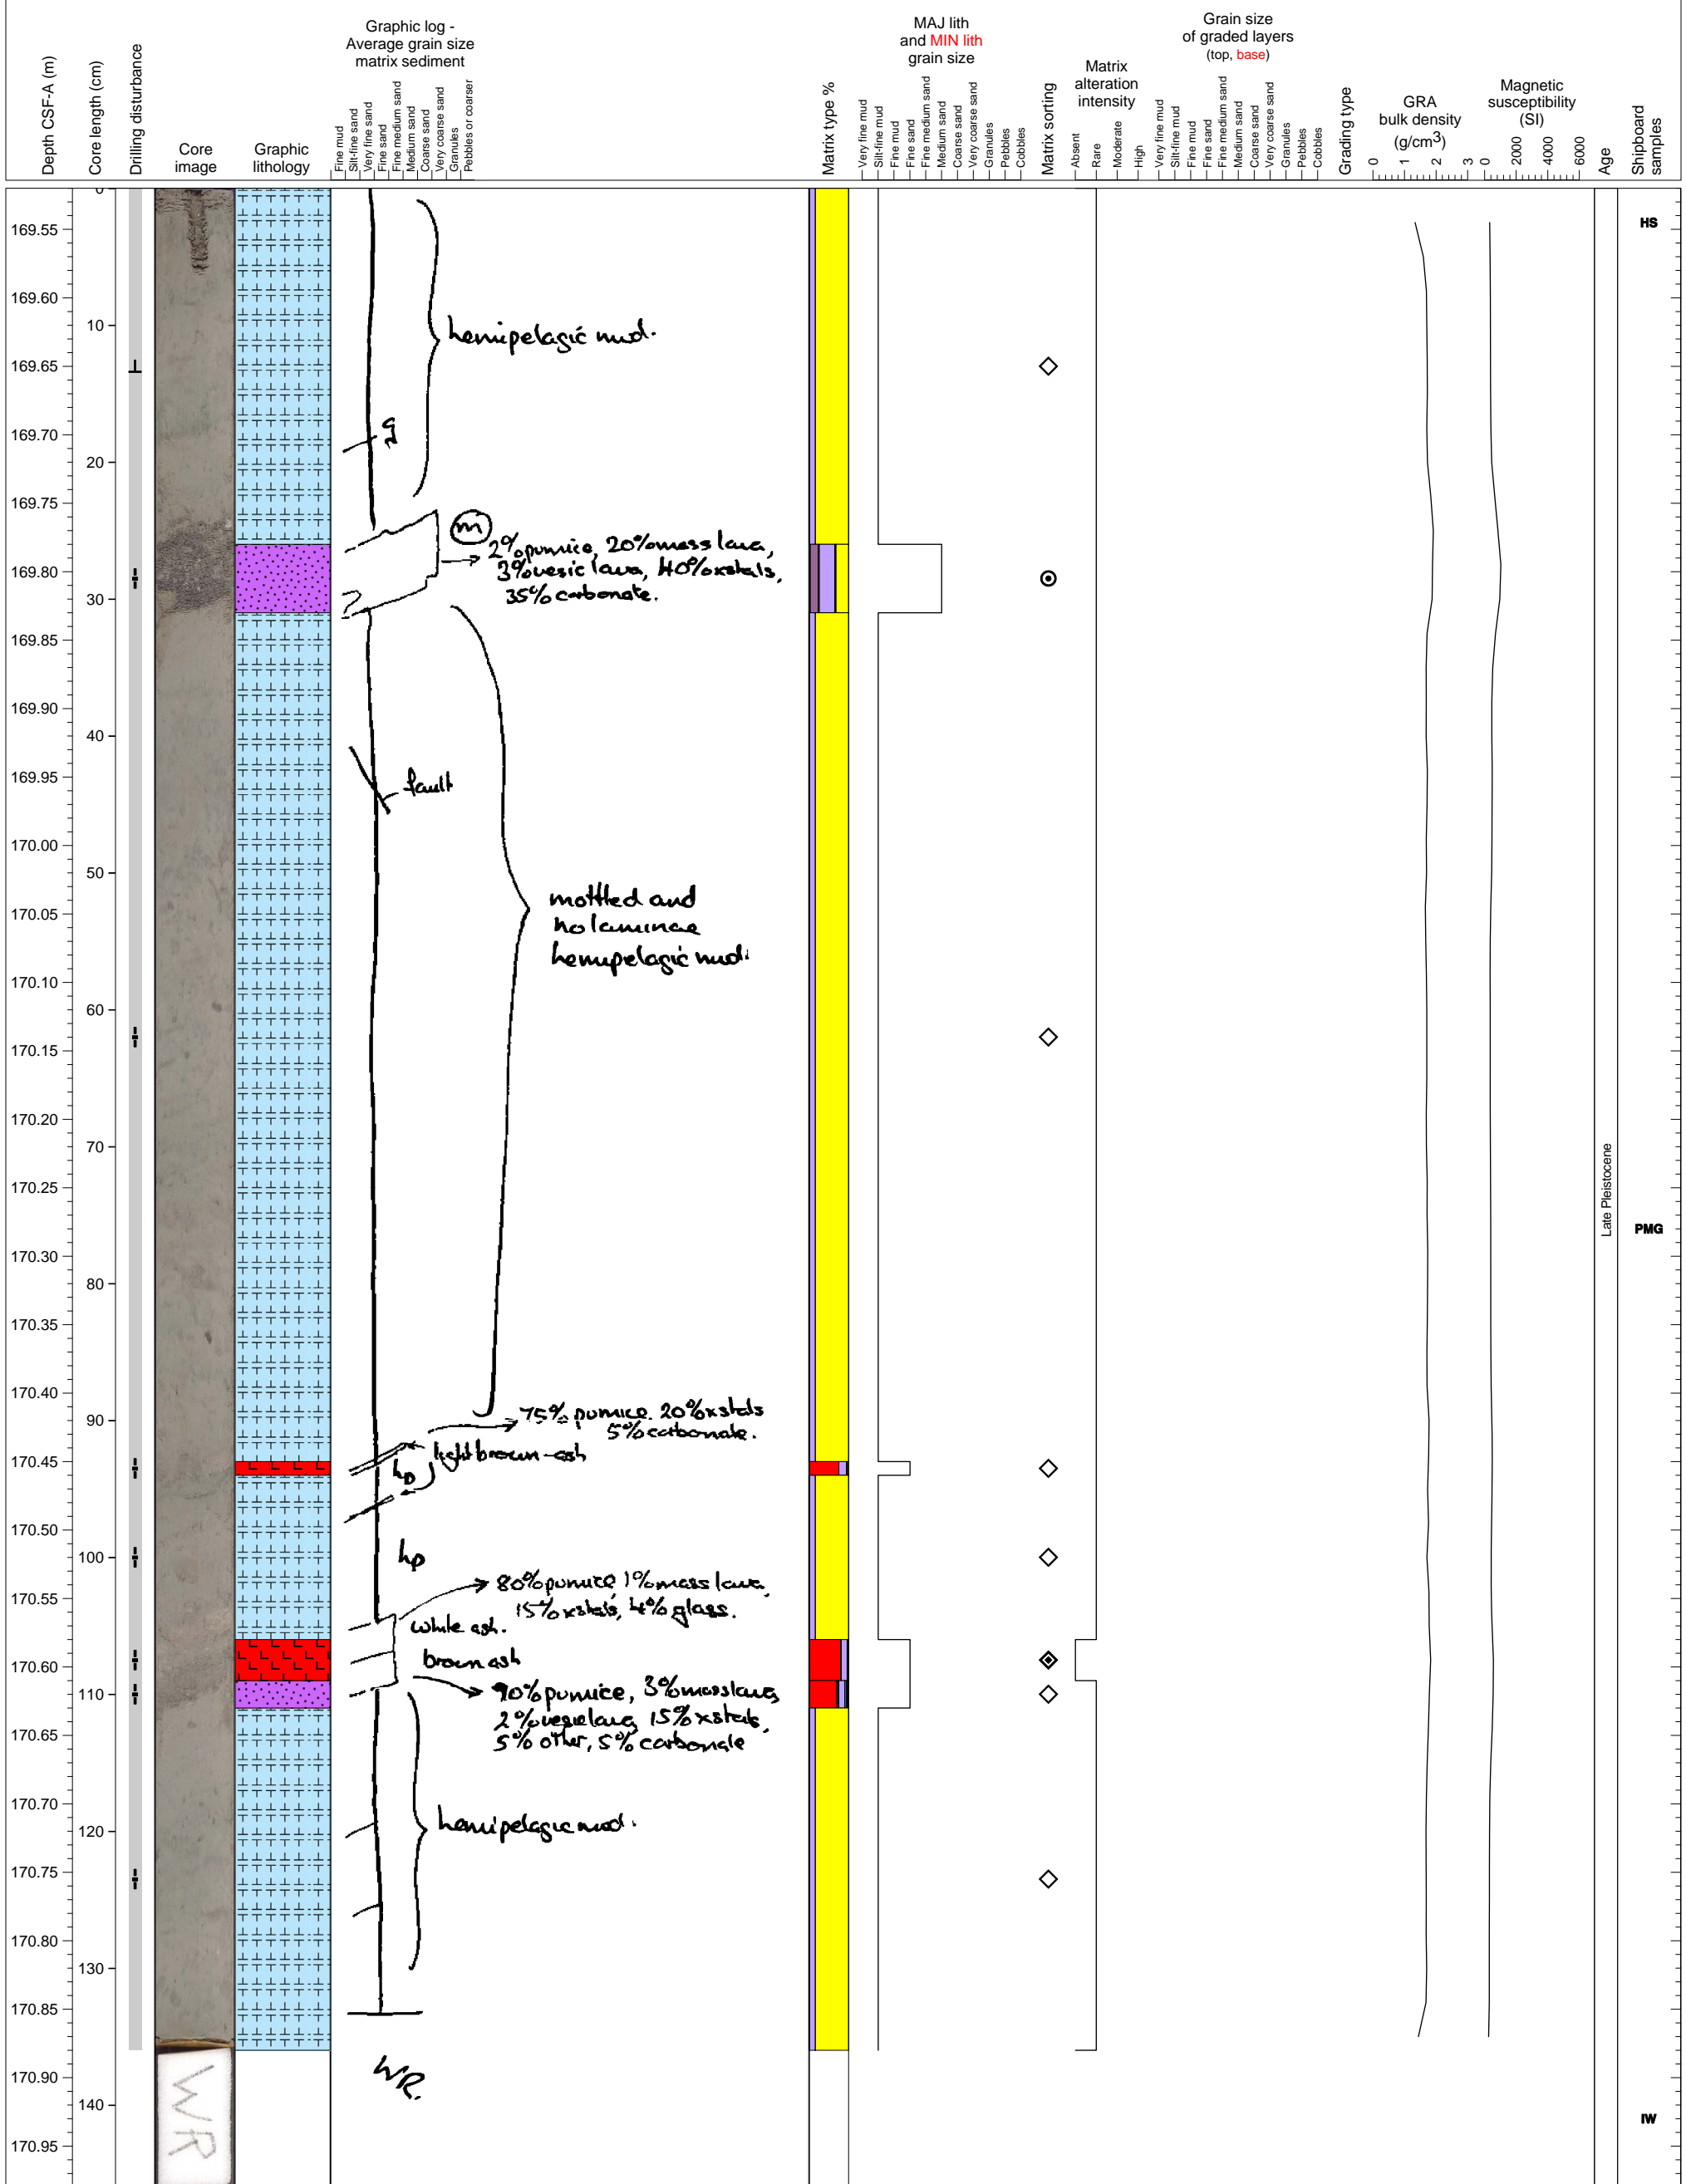 Depth CSF-A (m)
Core length (cm)
Drilling disturbance
Core
image
Graphic
lithology
Graphic log -
Average grain size
matrix sediment
Fine mud
Silt-fine sand
Very fine sand
Fine sand
Fine medium sand
Medium sand
Coarse sand
Very coarse sand
Granules
Pebbles or coarser
Matrix type %
MAJ lith
and MIN lith
grain size
Very fine mud
Silt-fine mud
Fine mud
Fine sand
Fine medium sand
Medium sand
Coarse sand
Very coarse sand
Granules
Pebbles
Cobbles
Matrix sorting
Matrix
alteration
intensity
Absent
Rare
Moderate
High
Grain size
of graded layers
(top, base)
Very fine mud
Silt-fine mud
Fine mud
Fine sand
Fine medium sand
Medium sand
Coarse sand
Very coarse sand
Granules
Pebbles
Cobbles
Grading type
GRA
bulk density
(g/cm3)
0 1 2 3
Magnetic
susceptibility
(SI)
0 2000 4000 6000
Age
Shipboard
samples
0
169.55
HS
169.60
10
hemipelagic mud.
169.65
169.70
20
169.75
m
2% pumice, 20% mass lava,
169.80
3% vesic lava, 40% xstals,
30
35% carbonate.
169.85
169.90
40
169.95
fault
170.00
50
mottled and
170.05
no laminae
hemipelagic mud.
170.10
60
170.15
170.20
70
170.25
Late Pleistocene
PMG
170.30
80
170.35
170.40
90
75% pumice. 20% xstals
5% carbonate.
light brown ash
170.45
hp
170.50
100
hp
80% pumice 1% mass lava,
170.55
15% xstals, 4% glass.
white ash.
170.60
brown ash
110
90% pumice, 3% mass lava,
2% vesic lava, 15% xstals,
170.65
5% other, 5% carbonate
170.70
120
hemipelagic mud.
170.75
170.80
130
170.85
WR.
170.90
140
WR
IW
170.95